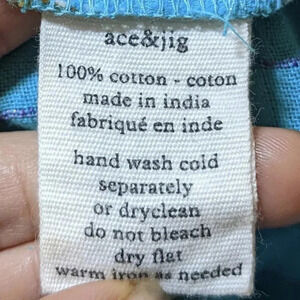 ace&jig
100% cotton - coton
made in india
fabriqué en inde
hand wash cold
separately
or dryclean
do not bleach
dry flat
warm iron as needed